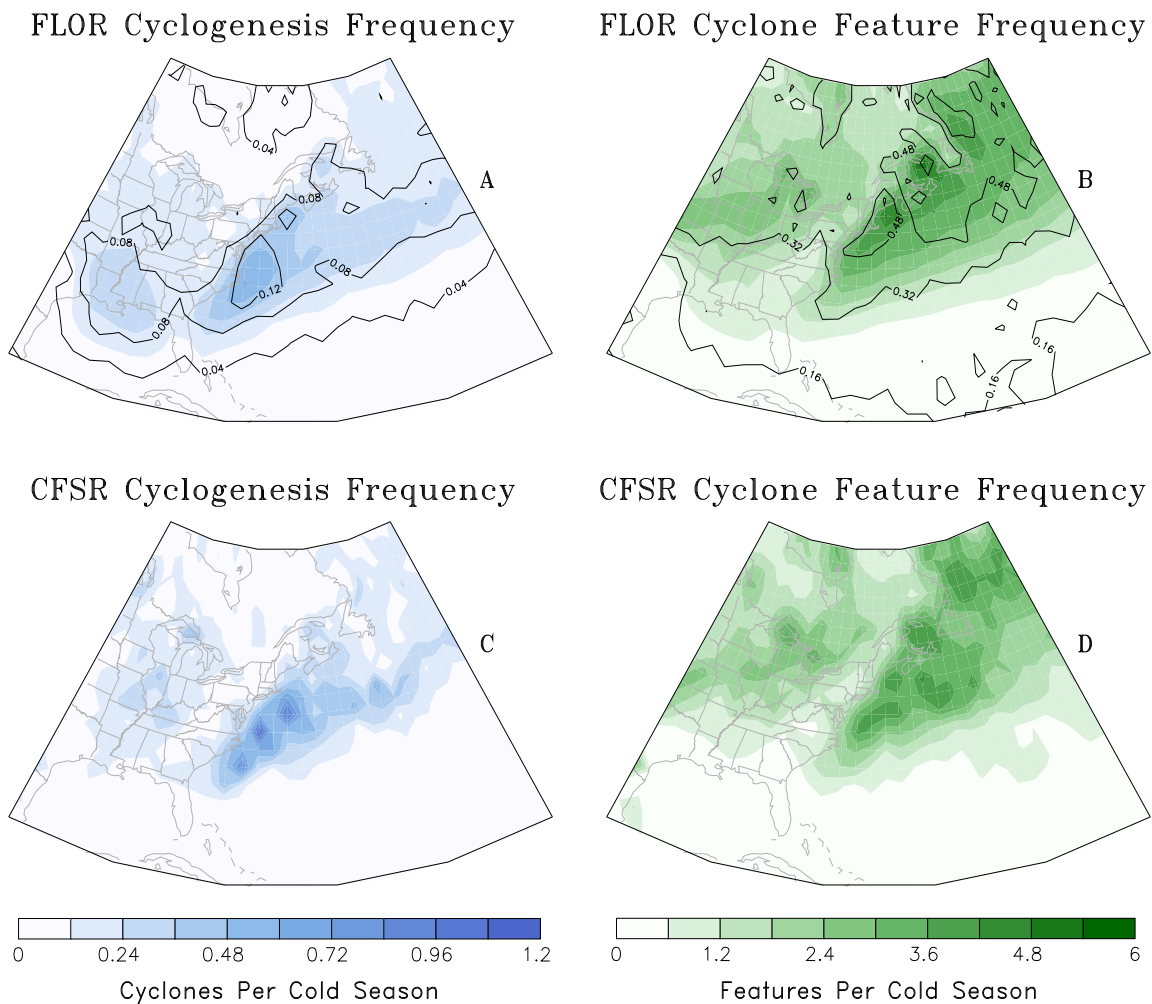 FLOR Cyclogenesis Frequency
FLOR Cyclone Feature Frequency
0.04
0.08
0.08
0.08
0.12
0.08
0.04
0.04
A
0.48
0.48
0.48
0.32
0.32
0.16
0.16
0.16
B
CFSR Cyclogenesis Frequency
CFSR Cyclone Feature Frequency
C
D
0 0.24 0.48 0.72 0.96 1.2
Cyclones Per Cold Season
0 1.2 2.4 3.6 4.8 6
Features Per Cold Season